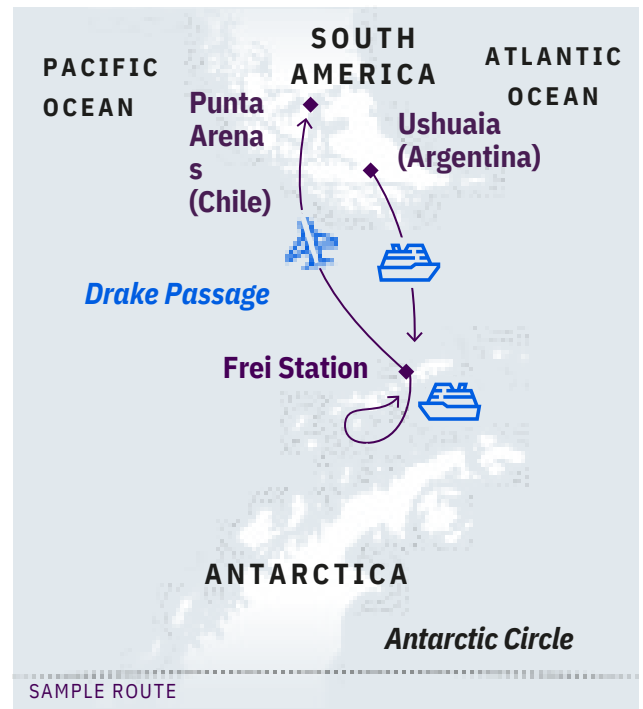 SOUTH
AMERICA
PACIFIC
OCEAN
ATLANTIC
OCEAN
Punta
Arena
s
(Chile)
Ushuaia
(Argentina)
Drake Passage
Frei Station
ANTARCTICA
Antarctic Circle
SAMPLE ROUTE